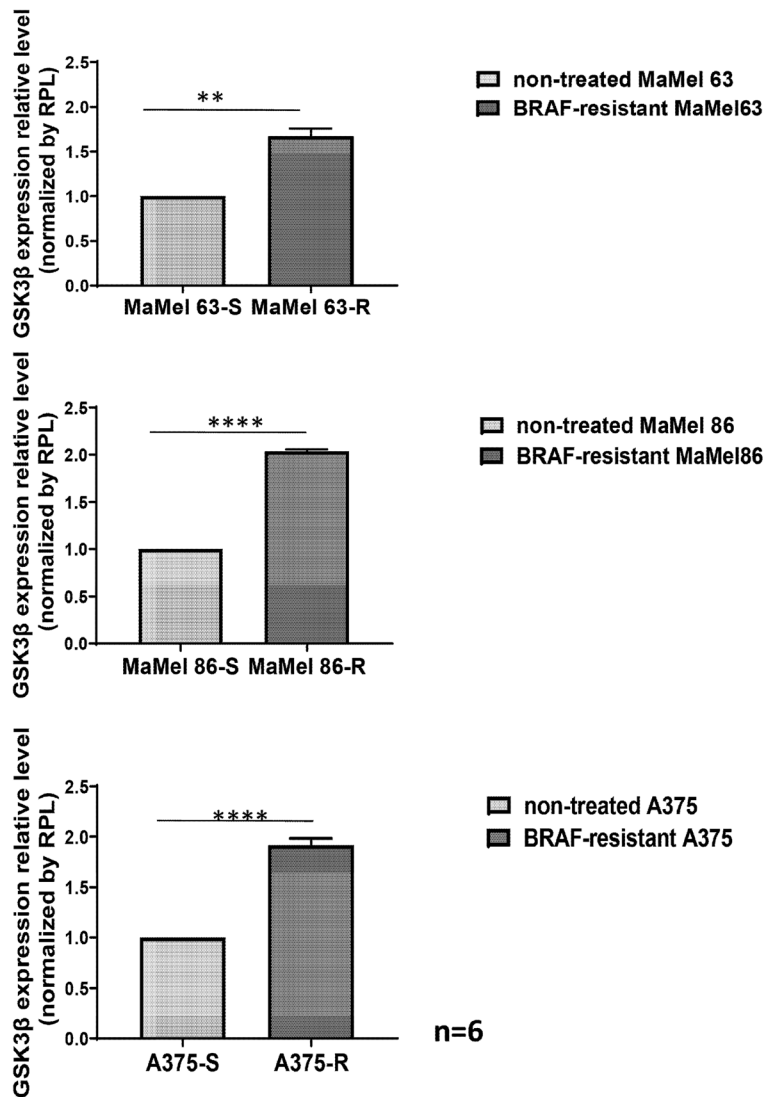 GSK3β expression relative level
(normalized by RPL)
2.5
2.0
1.5
1.0
0.5
0.0
**
MaMel 63-S MaMel 63-R
non-treated MaMel 63
BRAF-resistant MaMel63
GSK3β expression relative level
(normalized by RPL)
2.5
2.0
1.5
1.0
0.5
0.0
****
MaMel 86-S MaMel 86-R
non-treated MaMel 86
BRAF-resistant MaMel86
GSK3β expression relative level
(normalized by RPL)
2.5
2.0
1.5
1.0
0.5
0.0
****
A375-S A375-R
non-treated A375
BRAF-resistant A375
n=6